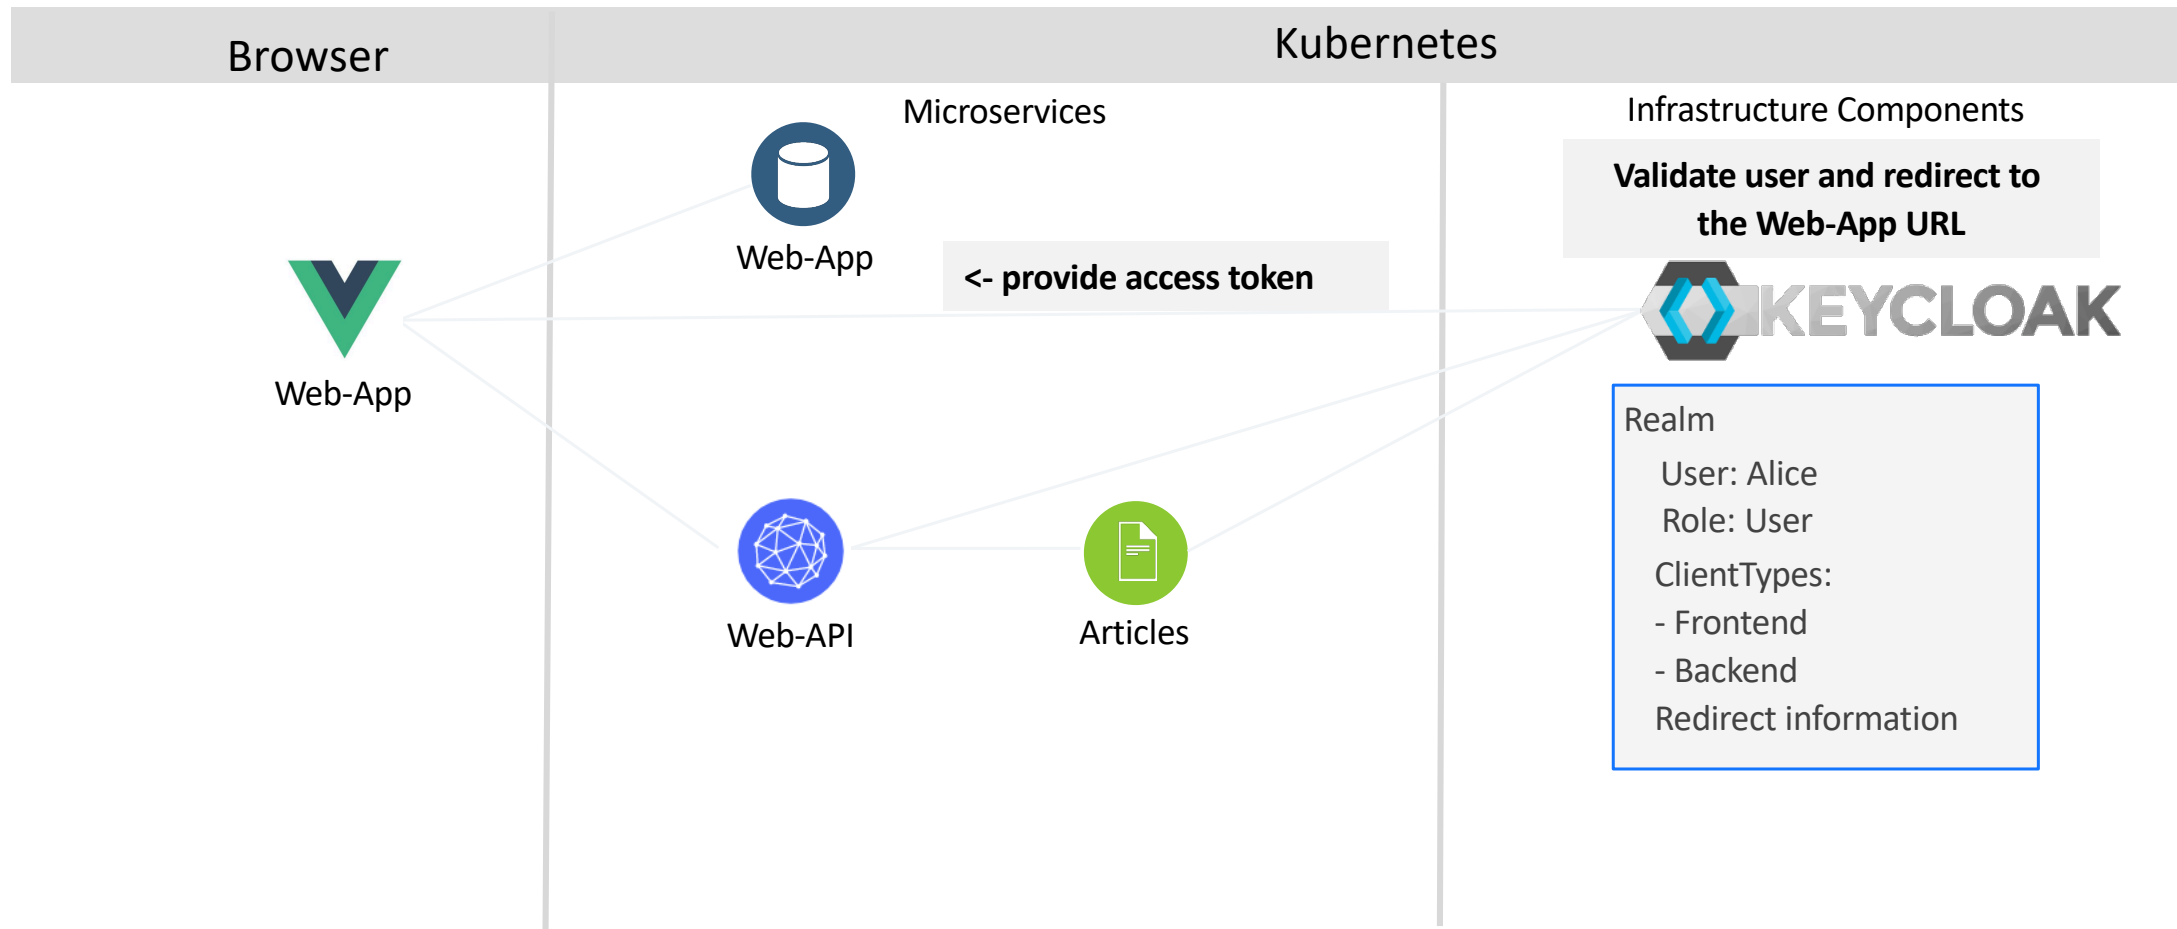 Browser
Kubernetes
Microservices
Infrastructure Components
Validate user and redirect to
the Web-App URL
Web-App
<- provide access token
KEYCLOAK
Web-App
Realm
User: Alice
Role: User
ClientTypes:
- Frontend
- Backend
Redirect information
Web-API
Articles